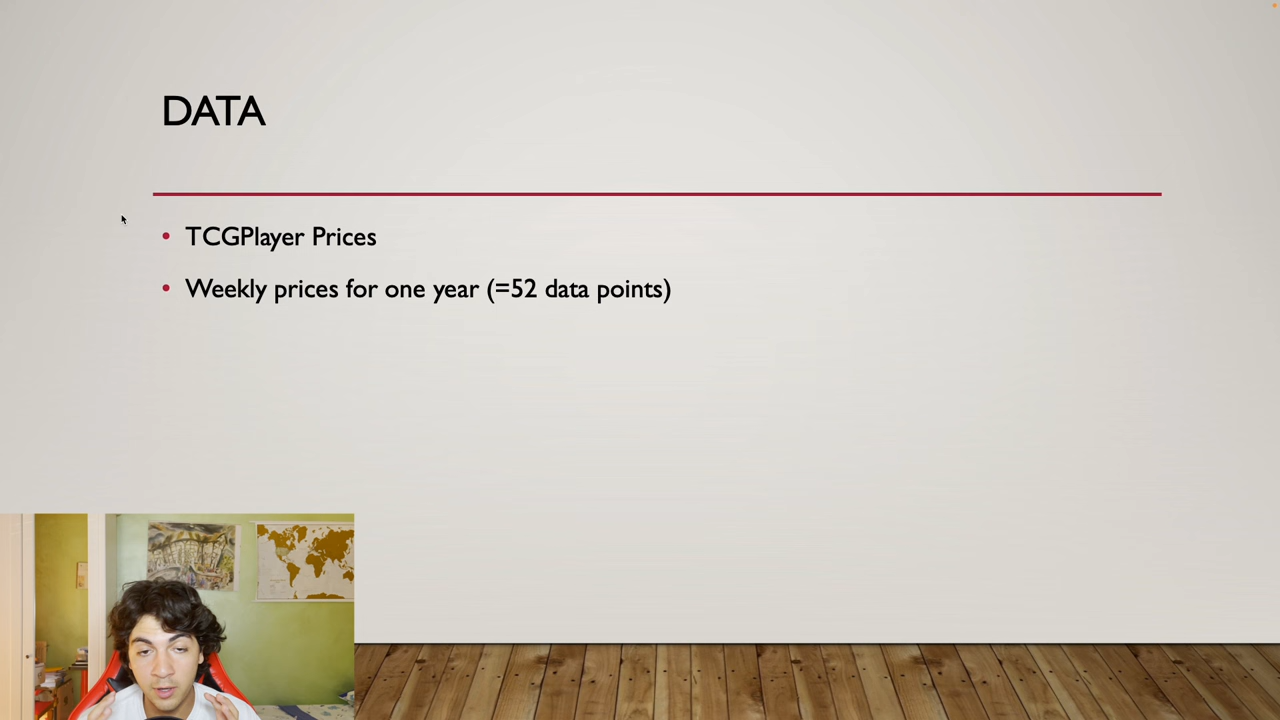 DATA
TCGPlayer Prices
Weekly prices for one year (=52 data points)